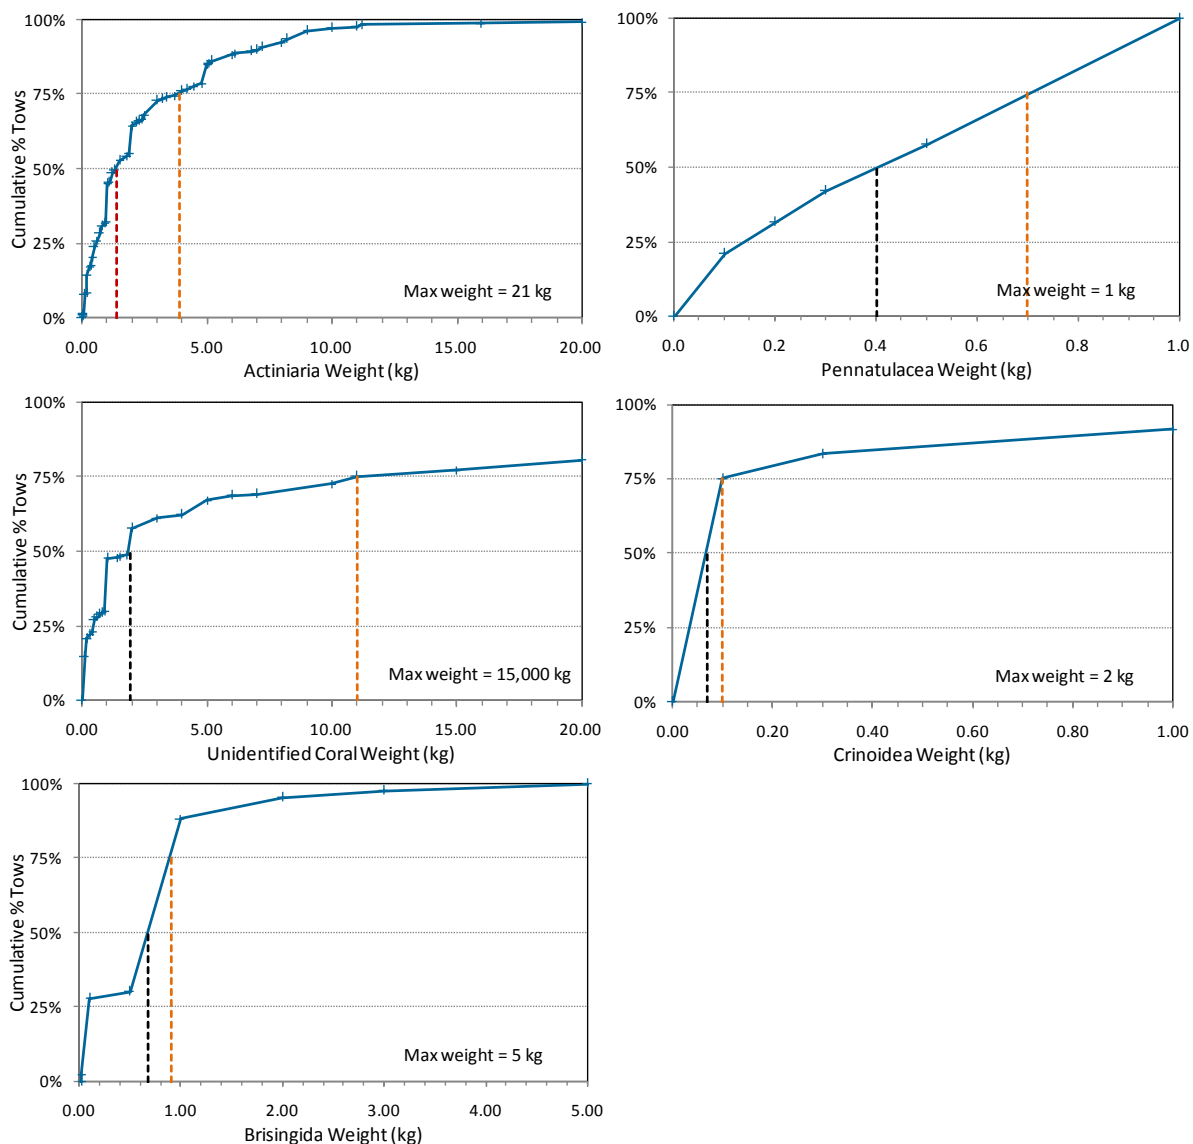 100%
75%
50%
25%
0%
Cumulative % Tows
Max weight = 21 kg
0.00 5.00 10.00 15.00 20.00
Actiniaria Weight (kg)
100%
75%
50%
25%
0%
Max weight = 1 kg
0.0 0.2 0.4 0.6 0.8 1.0
Pennatulacea Weight (kg)
100%
75%
50%
25%
0%
Cumulative % Tows
Max weight = 15,000 kg
0.00 5.00 10.00 15.00 20.00
Unidentified Coral Weight (kg)
100%
75%
50%
25%
0%
Max weight = 2 kg
0.00 0.20 0.40 0.60 0.80 1.00
Crinoidea Weight (kg)
100%
75%
50%
25%
0%
Cumulative % Tows
Max weight = 5 kg
0.00 1.00 2.00 3.00 4.00 5.00
Brisingida Weight (kg)